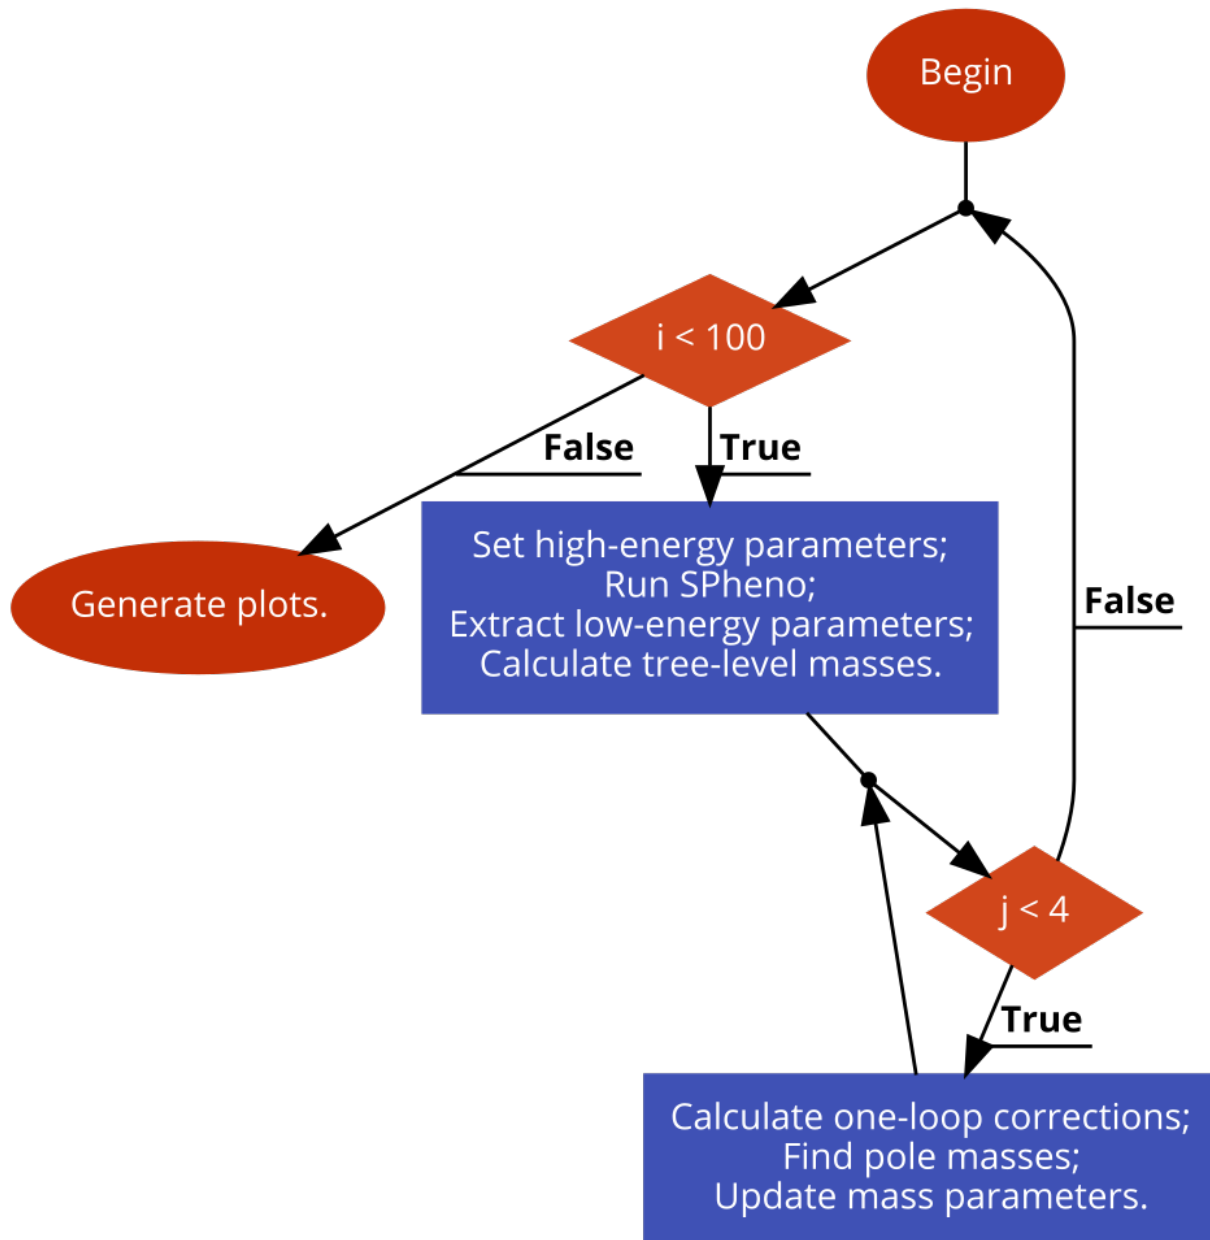 Begin
i < 100
False
True
Set high-energy parameters;
Run SPheno;
Extract low-energy parameters;
Calculate tree-level masses.
Generate plots.
False
j < 4
True
Calculate one-loop corrections;
Find pole masses;
Update mass parameters.